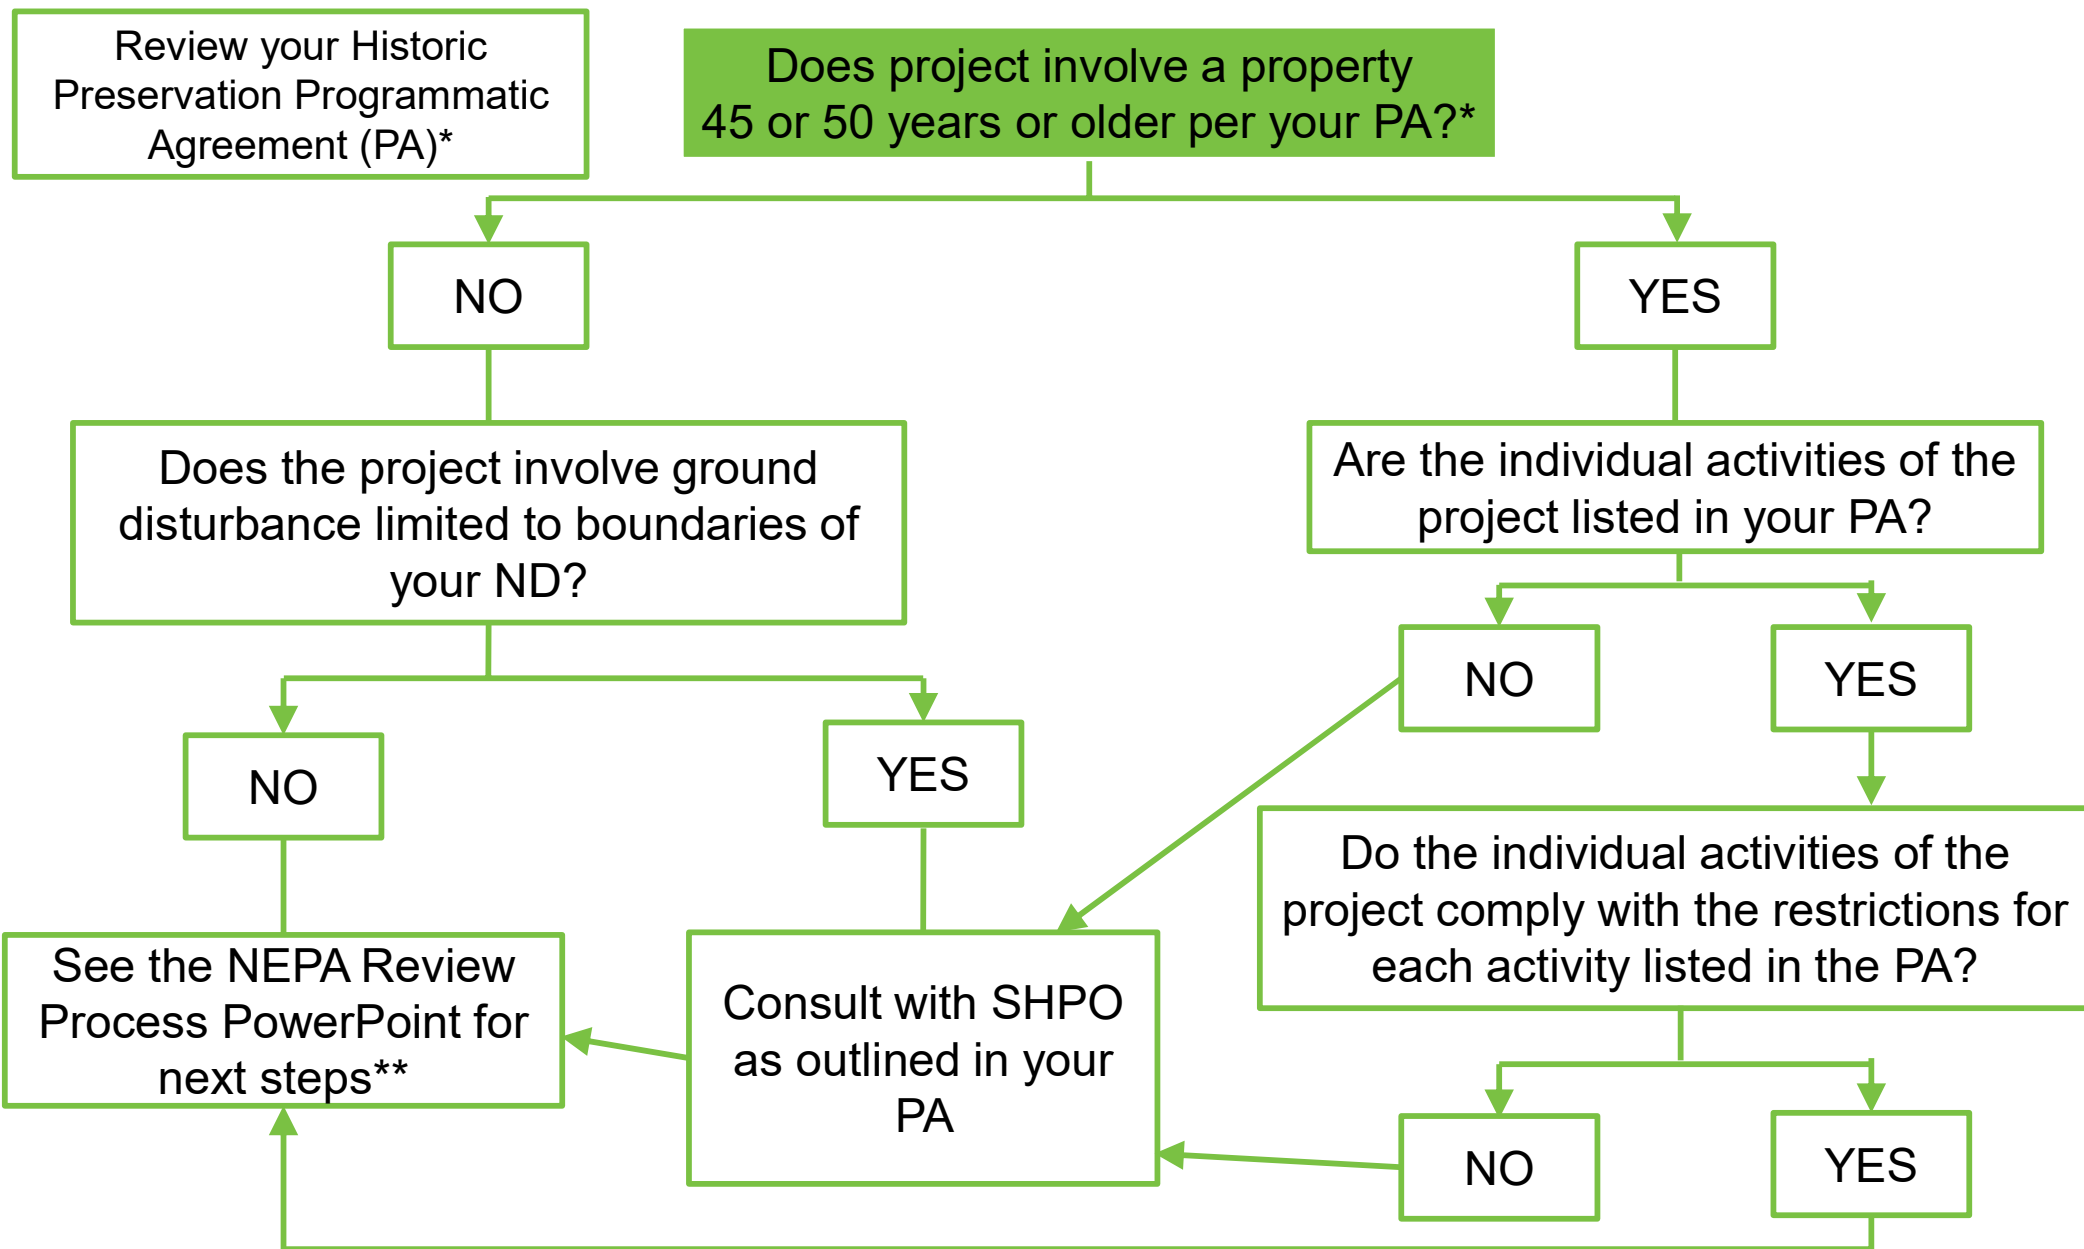 Review your Historic
Preservation Programmatic
Agreement (PA)*
Does project involve a property
45 or 50 years or older per your PA?*
NO
YES
Does the project involve ground
disturbance limited to boundaries of
your ND?
Are the individual activities of the
project listed in your PA?
NO
YES
NO
YES
Do the individual activities of the
project comply with the restrictions for
each activity listed in the PA?
See the NEPA Review
Process PowerPoint for
next steps**
Consult with SHPO
as outlined in your
PA
NO
YES